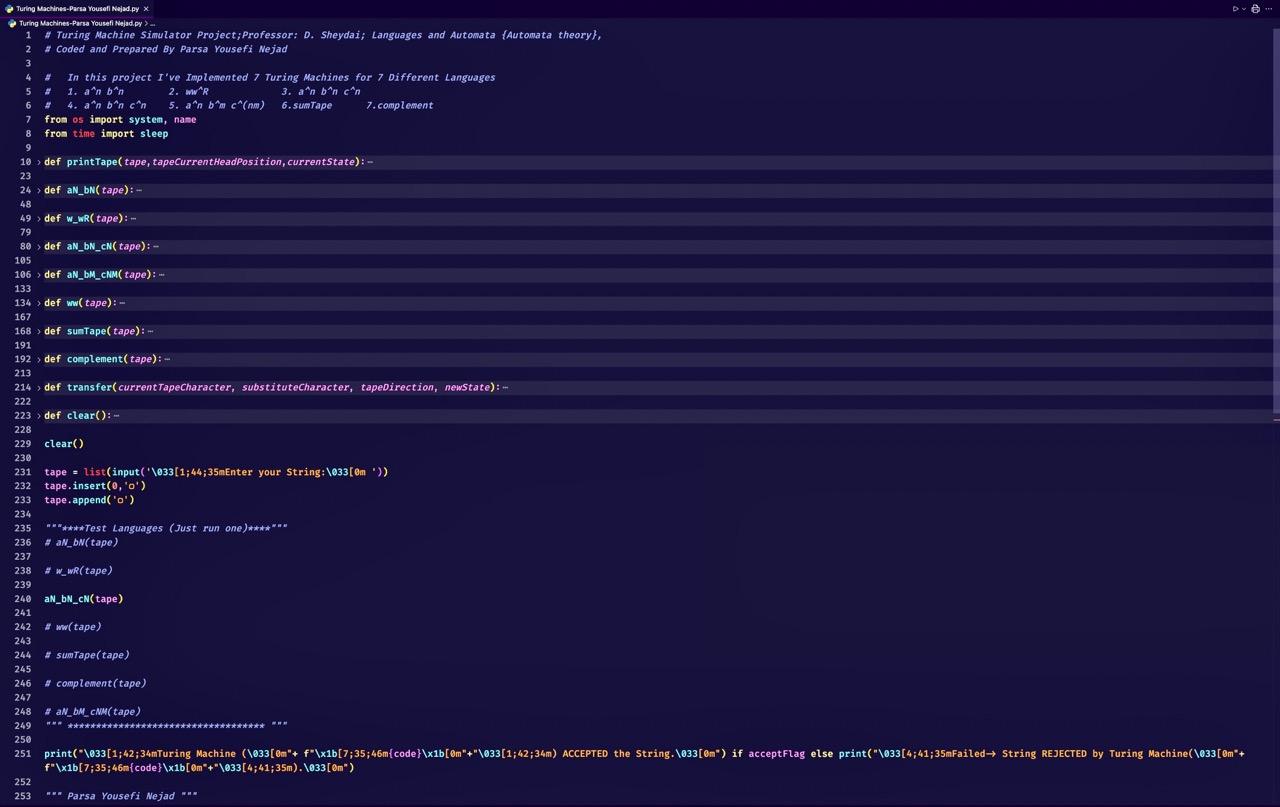 Turing Machines-Parsa Yousefi Nejad.py ×
Turing Machines-Parsa Yousefi Nejad.py > ...
1 # Turing Machine Simulator Project;Professor: D. Sheydai; Languages and Automata {Automata theory},
2 # Coded and Prepared By Parsa Yousefi Nejad
3
4 #   In this project I've Implemented 7 Turing Machines for 7 Different Languages
5 #   1. a^n b^n        2. ww^R             3. a^n b^n c^n
6 #   4. a^n b^n c^n    5. a^n b^m c^(nm)   6.sumTape      7.complement
7 from os import system, name
8 from time import sleep
9
10 > def printTape(tape,tapeCurrentHeadPosition,currentState):⋯
23
24 > def aN_bN(tape):⋯
48
49 > def w_wR(tape):⋯
79
80 > def aN_bN_cN(tape):⋯
105
106 > def aN_bM_cNM(tape):⋯
133
134 > def ww(tape):⋯
167
168 > def sumTape(tape):⋯
191
192 > def complement(tape):⋯
213
214 > def transfer(currentTapeCharacter, substituteCharacter, tapeDirection, newState):⋯
222
223 > def clear():⋯
228
229 clear()
230
231 tape = list(input('\033[1;44;35mEnter your String:\033[0m '))
232 tape.insert(0,'¤')
233 tape.append('¤')
234
235 """****Test Languages (Just run one)****"""
236 # aN_bN(tape)
237
238 # w_wR(tape)
239
240 aN_bN_cN(tape)
241
242 # ww(tape)
243
244 # sumTape(tape)
245
246 # complement(tape)
247
248 # aN_bM_cNM(tape)
249 """ *********************************** """
250
251 print("\033[1;42;34mTuring Machine (\033[0m"+ f"\x1b[7;35;46m{code}\x1b[0m"+"\033[1;42;34m) ACCEPTED the String.\033[0m") if acceptFlag else print("\033[4;41;35mFailed-> String REJECTED by Turing Machine(\033[0m"+
f"\x1b[7;35;46m{code}\x1b[0m"+"\033[4;41;35m).\033[0m")
252
253 """ Parsa Yousefi Nejad """